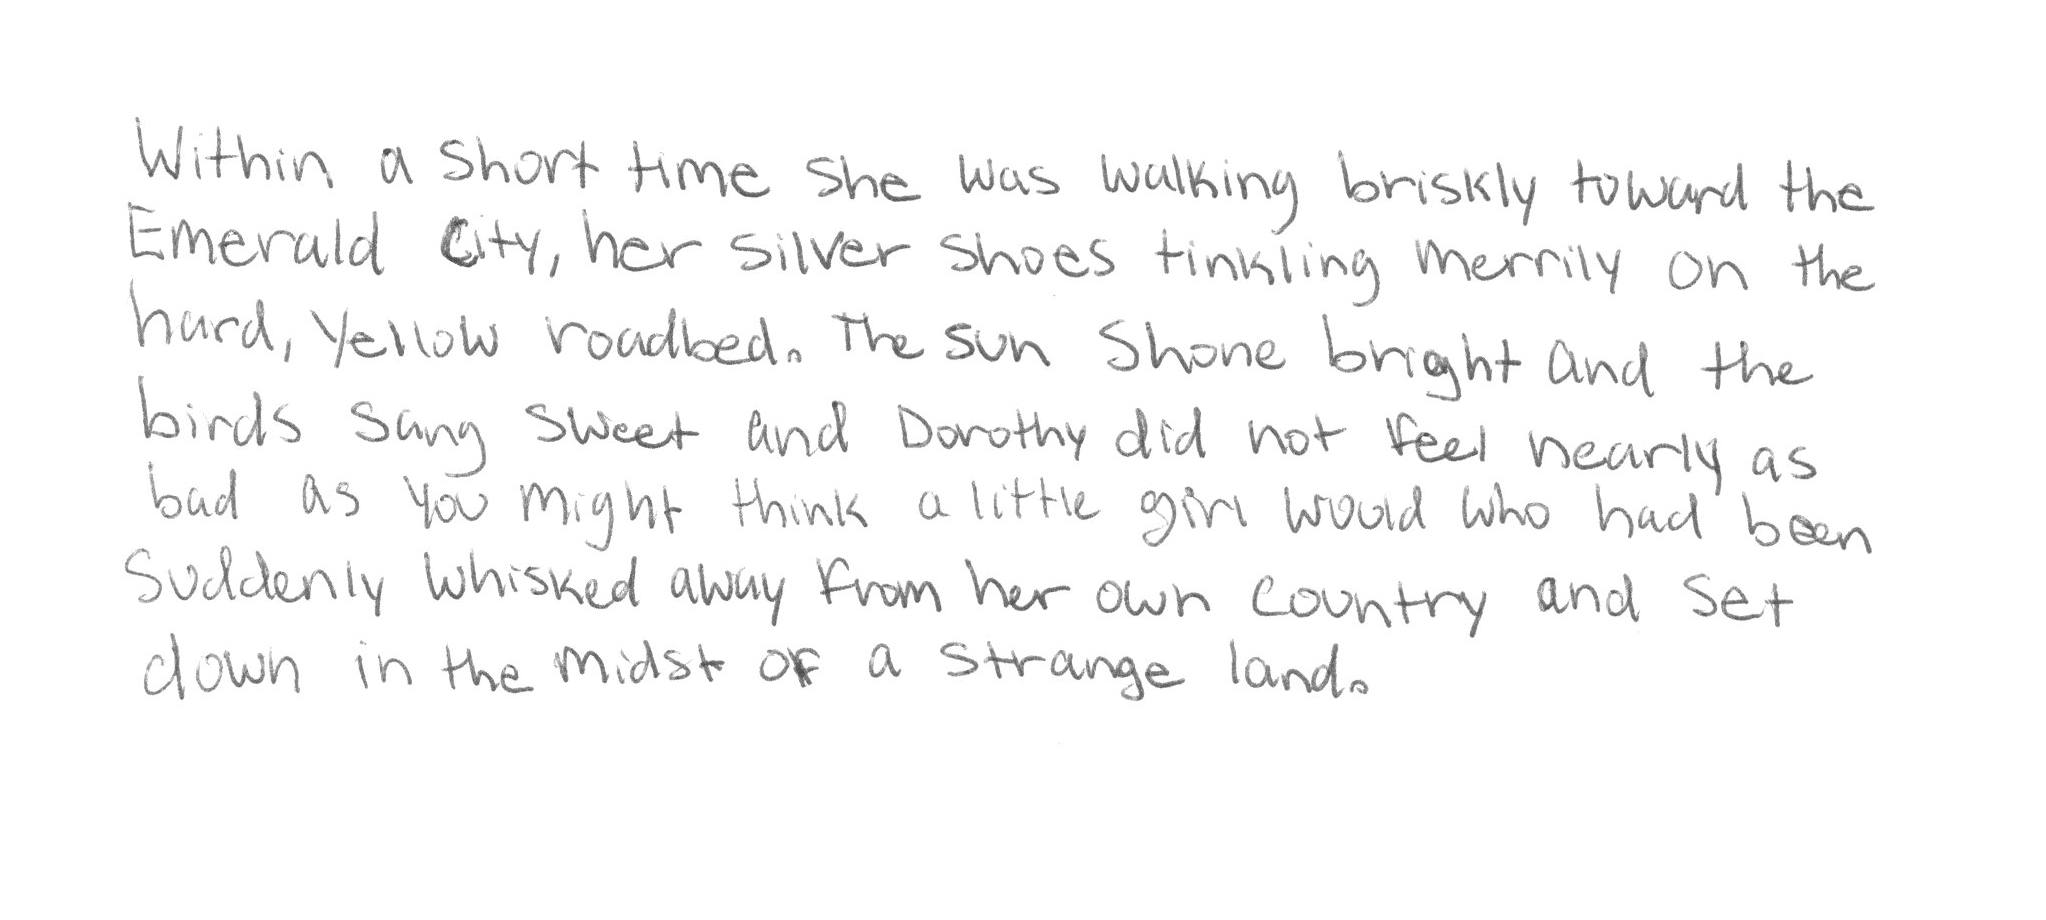 Within a short time she was walking briskly toward the
Emerald City, her silver shoes tinkling merrily on the
hard, yellow roadbed. The sun shone bright and the
birds sang sweet and Dorothy did not feel nearly as
bad as you might think a little girl would who had been
suddenly whisked away from her own country and set
down in the midst of a strange land.